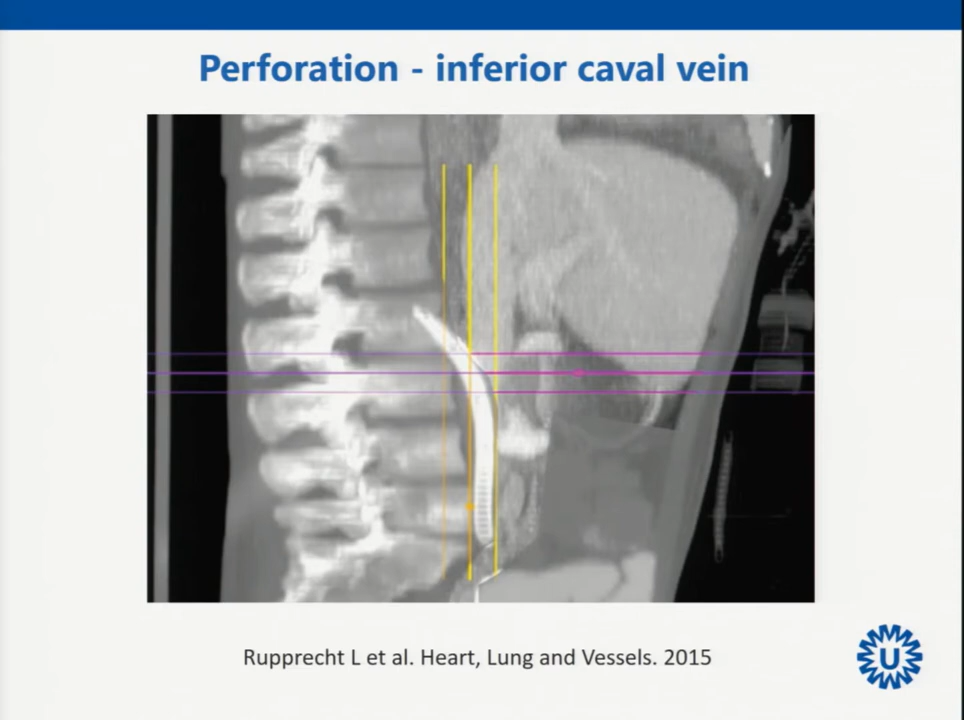 Perforation - inferior caval vein
Rupprecht L et al. Heart, Lung and Vessels. 2015
U